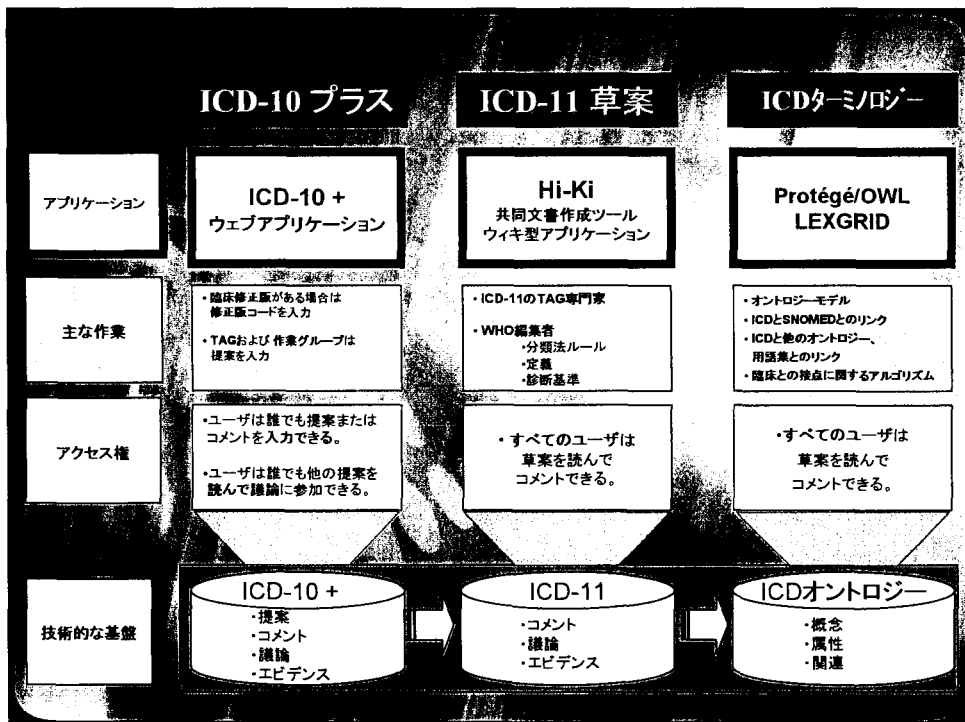 ICD-10 プラス
ICD-11 草案
ICDターミノロジー
アプリケーション
ICD-10 +
ウェブアプリケーション
Hi-Ki
共同文書作成ツール
ウィキ型アプリケーション
Protégé/OWL
LEXGRID
主な作業
・臨床修正版がある場合は
修正版コードを入力
・TAGおよび 作業グループは
提案を入力
・ICD-11のTAG専門家
・WHO編集者
・分類法ルール
・定義
・診断基準
・オントロジーモデル
・ICDとSNOMEDとのリンク
・ICDと他のオントロジー、
用語集とのリンク
・臨床との接点に関するアルゴリズム
アクセス権
・ユーザは誰でも提案または
コメントを入力できる。
・ユーザは誰でも他の提案を
読んで議論に参加できる。
・すべてのユーザは
草案を読んで
コメントできる。
・すべてのユーザは
草案を読んで
コメントできる。
技術的な基盤
ICD-10 +
・提案
・コメント
・議論
・エビデンス
ICD-11
・コメント
・議論
・エビデンス
ICDオントロジー
・概念
・属性
・関連